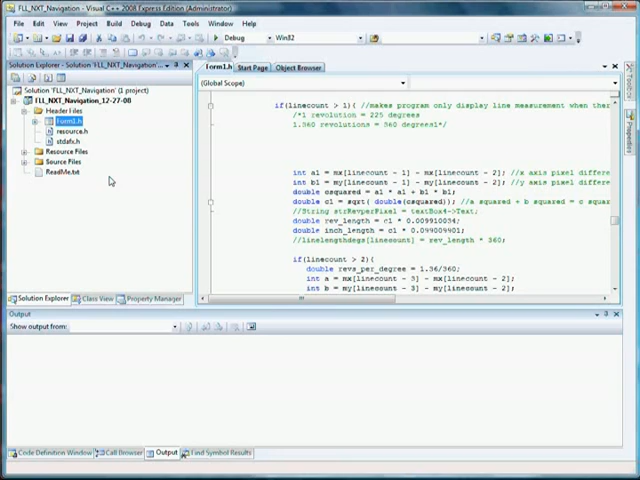 FLL_NXT_Navigation - Visual C++ 2008 Express Edition (Administrator)
File Edit View Project Build Debug Data Tools Window Help
Debug Win32
Solution Explorer - Solution 'FLL_NXT_Navigation'...
Form1.h Start Page Object Browser
(Global Scope)
Solution 'FLL_NXT_Navigation' (1 project)
FLL_NXT_Navigation_12-27-08
Header Files
Form1.h
resource.h
stdafx.h
Resource Files
Source Files
ReadMe.txt
if(linecount > 1){ //makes program only display line measurement when ther
/*1 revolution = 225 degrees
1.360 revolutions = 360 degrees1*/
int a1 = mx[linecount - 1] - mx[linecount - 2]; //x axis pixel differe
int b1 = my[linecount - 1] - my[linecount - 2]; //y axis pixel differe
double csquared = a1 * a1 + b1 * b1;
double c1 = sqrt( double(csquared)); //a squared + b squared = c squ
//String strRevperPixel = textBox4->Text;
double rev_length = c1 * 0.009910034;
double inch_length = c1 * 0.099009901;
//linelengthdegs[linecount] = rev_length * 360;
if(linecount > 2){
double revs_per_degree = 1.36/360;
int a = mx[linecount - 3] - mx[linecount - 2];
int b = my[linecount - 3] - my[linecount - 2];
Solution Explorer Class View Property Manager
Output
Show output from:
Code Definition Window Call Browser Output Find Symbol Results
Toolbox
Properties